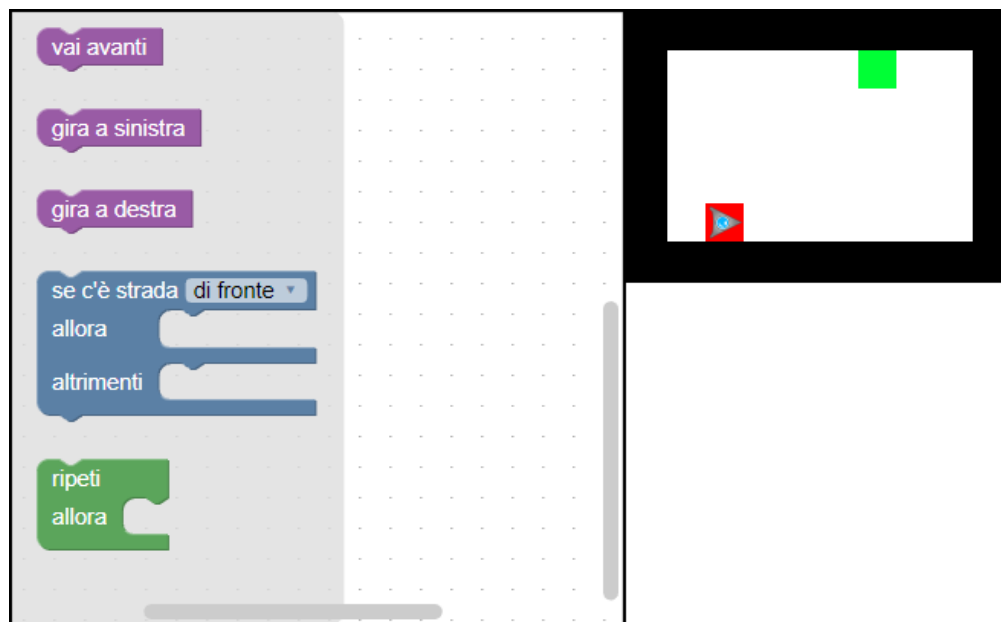 vai avanti
gira a sinistra
gira a destra
se c'è strada di fronte
allora
altrimenti
ripeti
allora